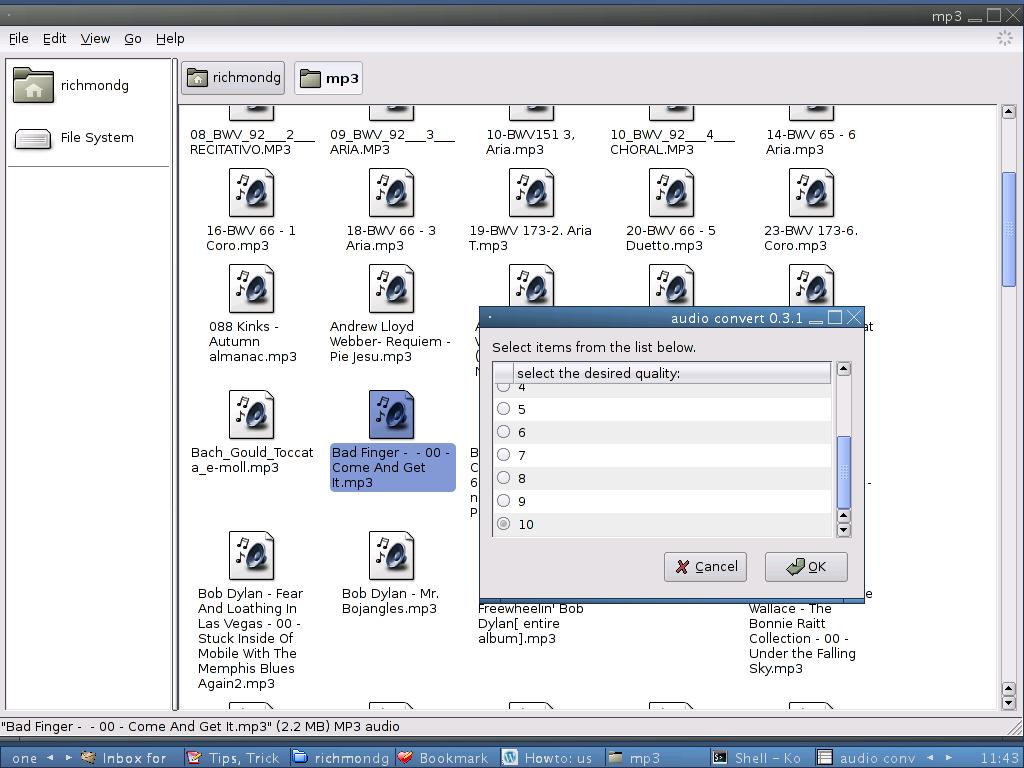 mp3
File Edit View Go Help
richmondg
File System
richmondg mp3
08_BWV_92___2___
RECITATIVO.MP3
09_BWV_92___3___
ARIA.MP3
10-BWV151 3,
Aria.mp3
10_BWV_92___4___
CHORAL.MP3
14-BWV 65 - 6
Aria.mp3
16-BWV 66 - 1
Coro.mp3
18-BWV 66 - 3
Aria.mp3
19-BWV 173-2. Aria
T.mp3
20-BWV 66 - 5
Duetto.mp3
23-BWV 173-6.
Coro.mp3
088 Kinks -
Autumn
almanac.mp3
Andrew Lloyd
Webber- Requiem -
Pie Jesu.mp3
audio convert 0.3.1
Select items from the list below.
select the desired quality:
4
5
6
7
8
9
10
Cancel OK
Bach_Gould_Toccat
a_e-moll.mp3
Bad Finger - - 00 -
Come And Get
It.mp3
Bob Dylan - Fear
And Loathing In
Las Vegas - 00 -
Stuck Inside Of
Mobile With The
Memphis Blues
Again2.mp3
Bob Dylan - Mr.
Bojangles.mp3
Freewheelin' Bob
Dylan[ entire
album].mp3
Wallace - The
Bonnie Raitt
Collection - 00 -
Under the Falling
Sky.mp3
"Bad Finger - - 00 - Come And Get It.mp3" (2.2 MB) MP3 audio
one Inbox for Tips, Trick richmondg Bookmark Howto: us mp3 Shell - Ko audio conv 11:43